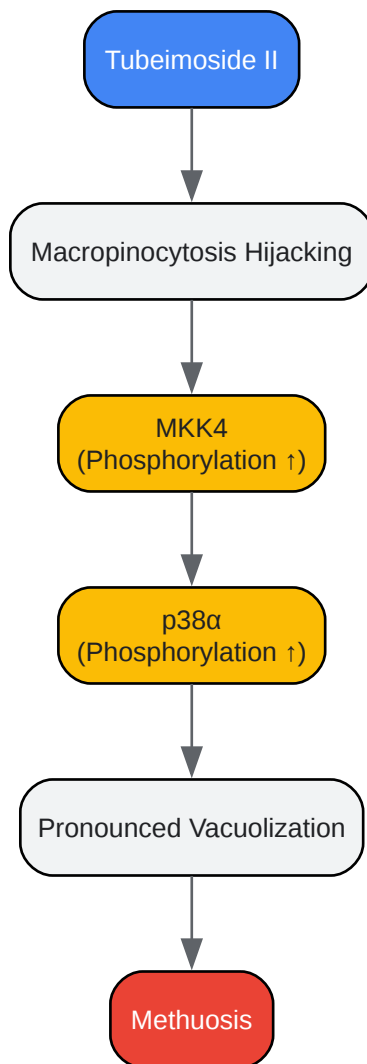 Tubeimoside II
Macropinocytosis Hijacking
MKK4
(Phosphorylation ↑)
p38α
(Phosphorylation ↑)
Pronounced Vacuolization
Methuosis